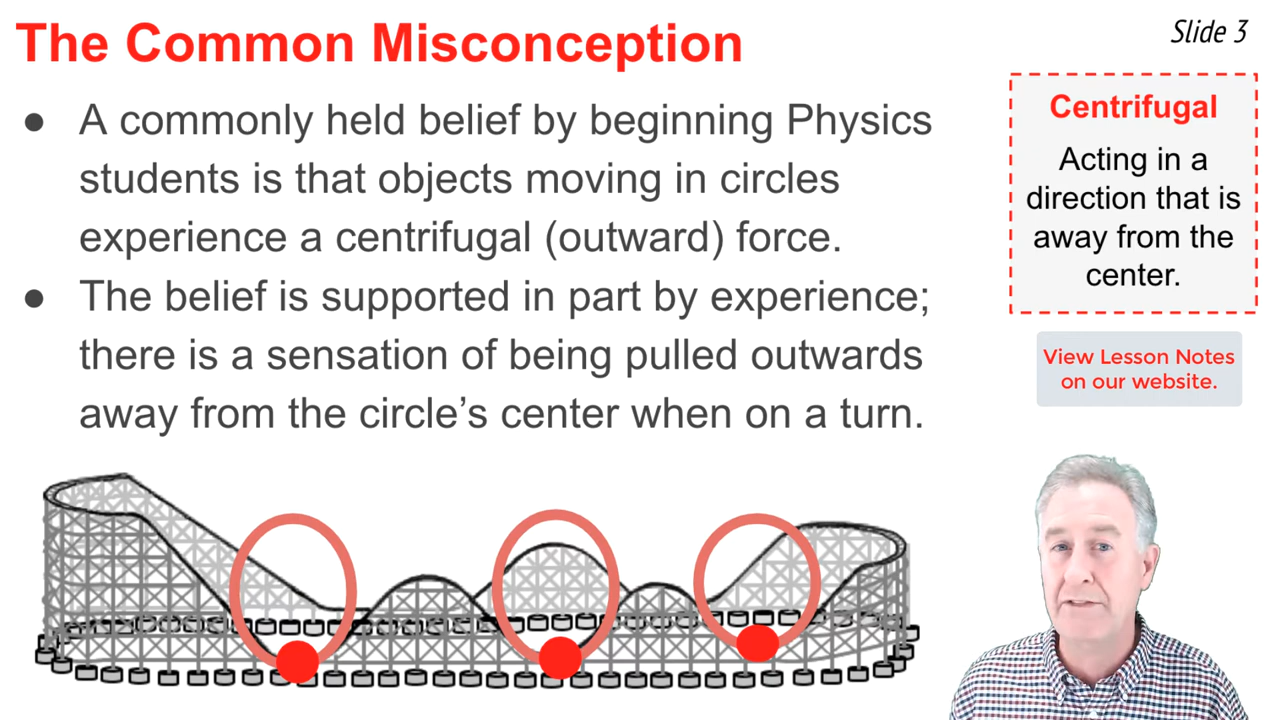 The Common Misconception
Slide 3
● A commonly held belief by beginning Physics
students is that objects moving in circles
experience a centrifugal (outward) force.
● The belief is supported in part by experience;
there is a sensation of being pulled outwards
away from the circle's center when on a turn.
Centrifugal
Acting in a
direction that is
away from the
center.
View Lesson Notes
on our website.